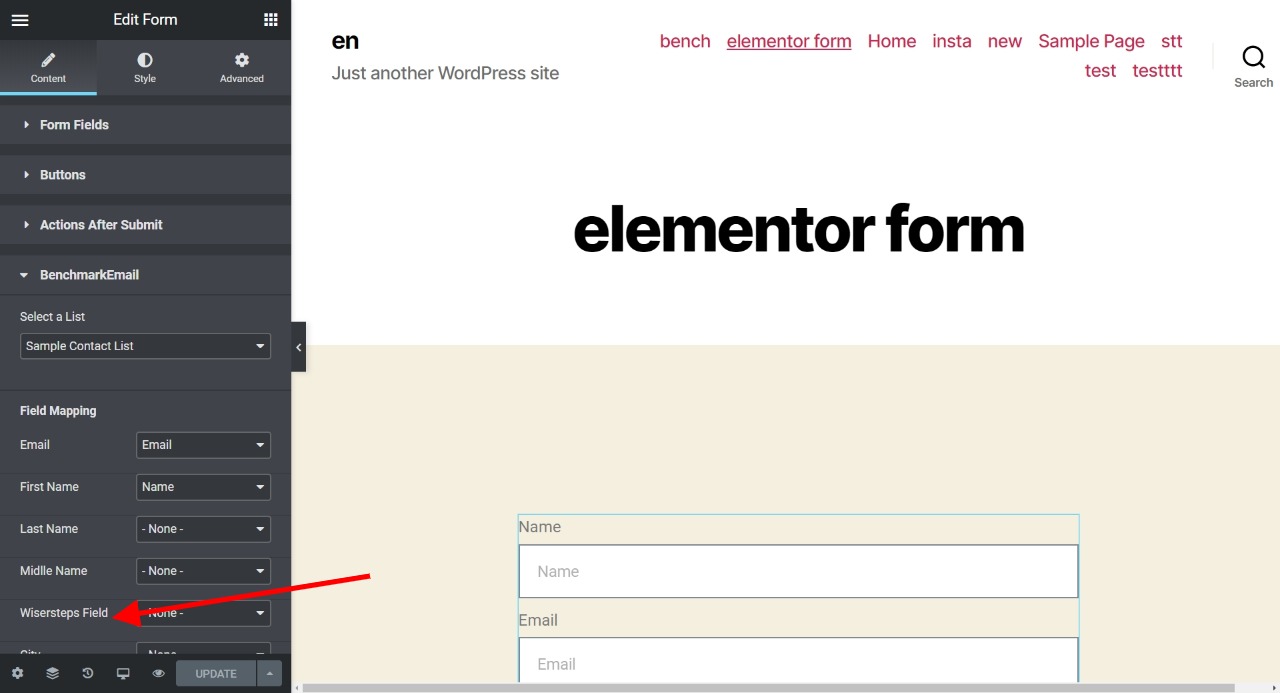 Edit Form
Content
Style
Advanced
Form Fields
Buttons
Actions After Submit
BenchmarkEmail
Select a List
Sample Contact List
Field Mapping
Email Email
First Name Name
Last Name - None -
Midlle Name - None -
Wisersteps Field - None -
City - None -
UPDATE
en
Just another WordPress site
bench elementor form Home insta new Sample Page stt
test testttt
Search
elementor form
Name
Name
Email
Email